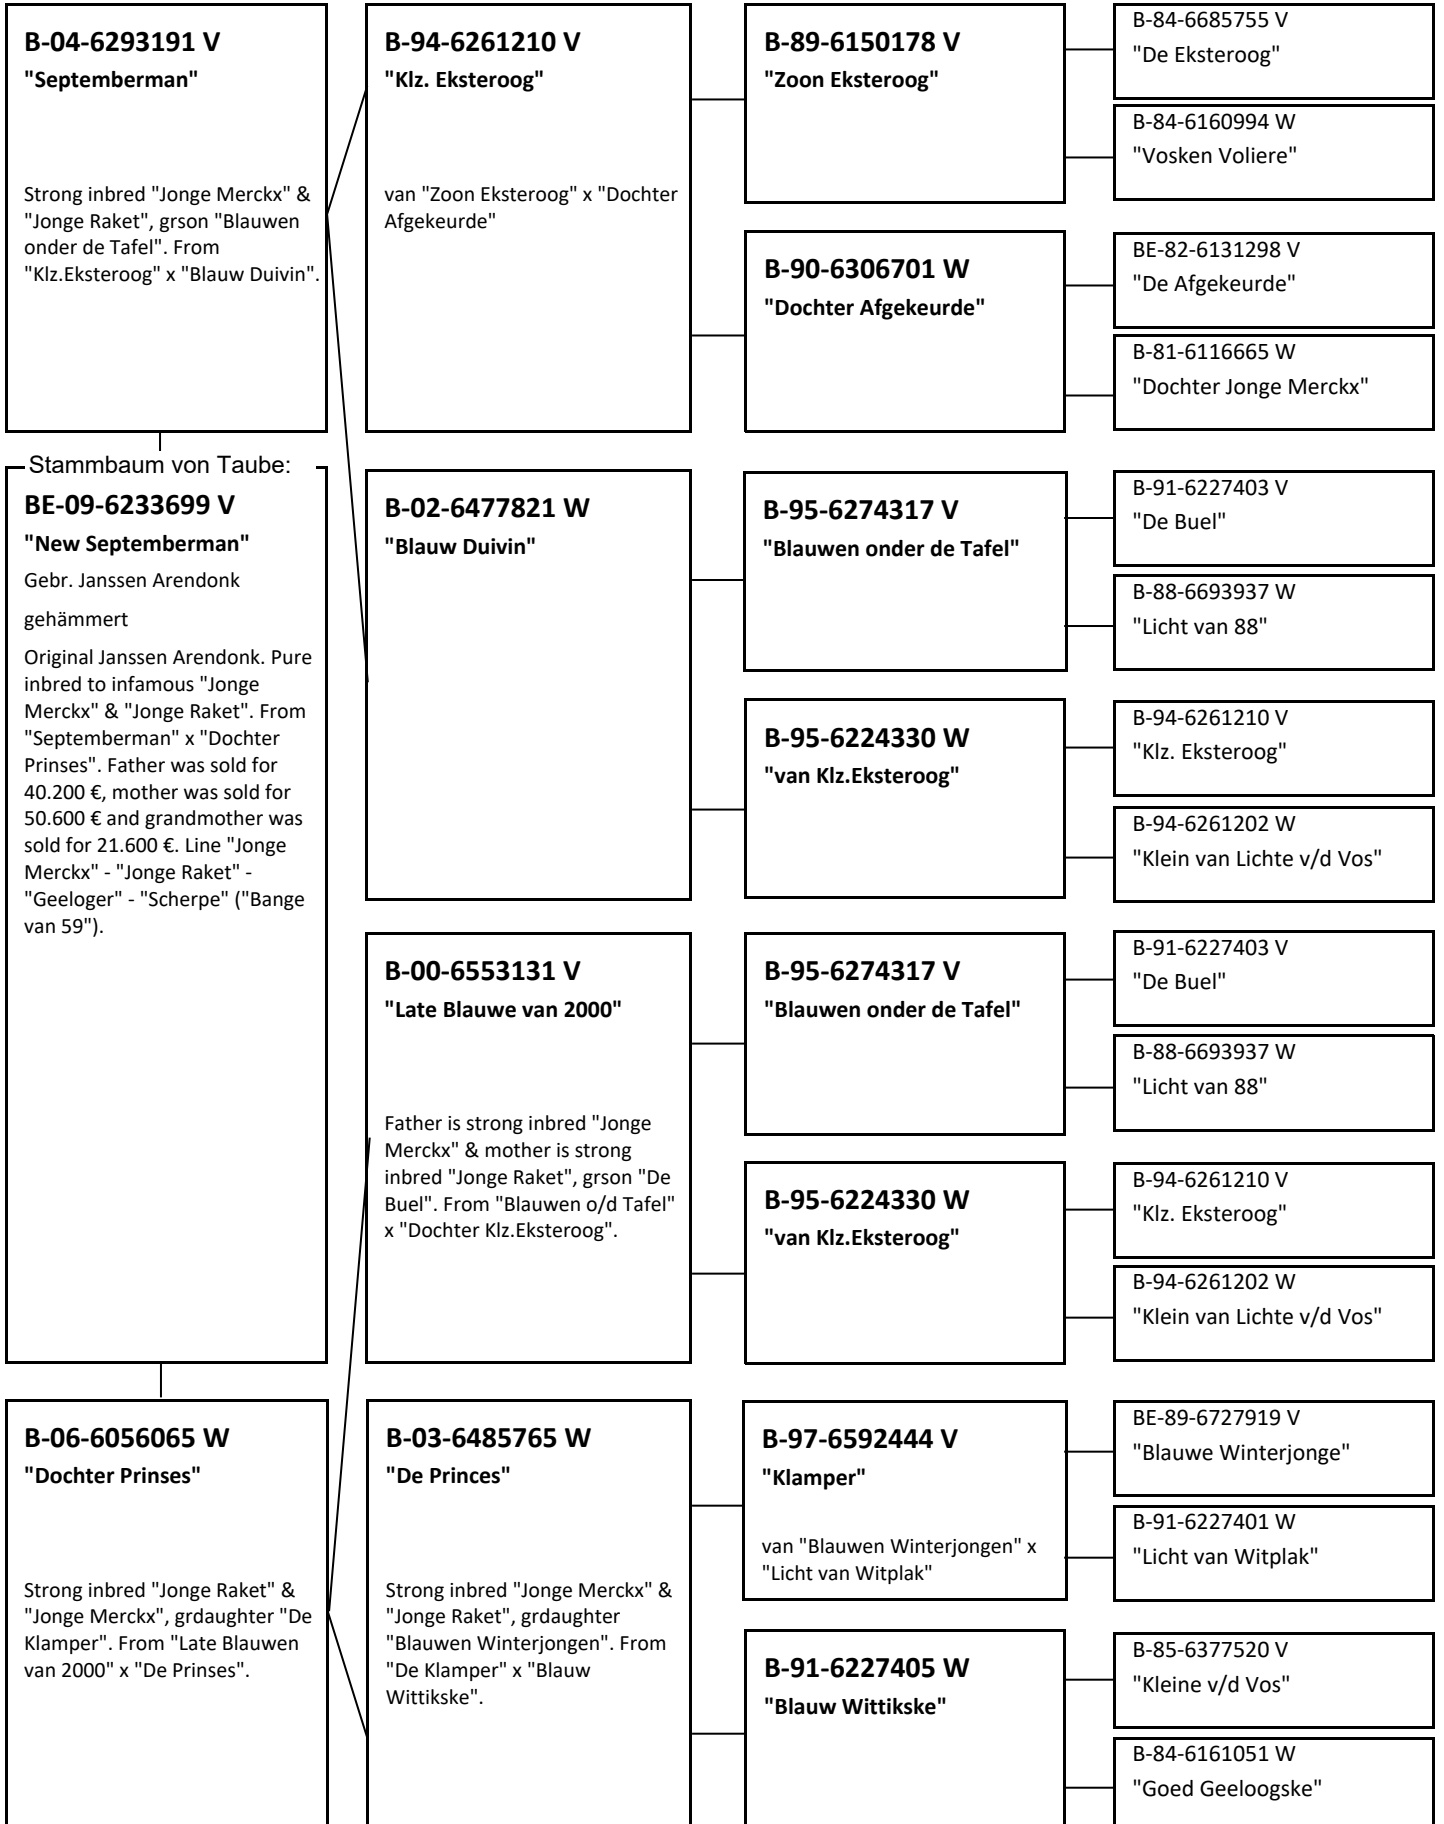 B-04-6293191 V
"Septemberman"
Strong inbred "Jonge Merckx" &
"Jonge Raket", grson "Blauwen
onder de Tafel". From
"Klz.Eksteroog" x "Blauw Duivin".
Stammbaum von Taube:
BE-09-6233699 V
"New Septemberman"
Gebr. Janssen Arendonk
gehämmert
Original Janssen Arendonk. Pure
inbred to infamous "Jonge
Merckx" & "Jonge Raket". From
"Septemberman" x "Dochter
Prinses". Father was sold for
40.200 €, mother was sold for
50.600 € and grandmother was
sold for 21.600 €. Line "Jonge
Merckx" - "Jonge Raket" -
"Geeloger" - "Scherpe" ("Bange
van 59").
B-06-6056065 W
"Dochter Prinses"
Strong inbred "Jonge Raket" &
"Jonge Merckx", grdaughter "De
Klamper". From "Late Blauwen
van 2000" x "De Prinses".
B-94-6261210 V
"Klz. Eksteroog"
van "Zoon Eksteroog" x "Dochter
Afgekeurde"
B-02-6477821 W
"Blauw Duivin"
B-00-6553131 V
"Late Blauwe van 2000"
Father is strong inbred "Jonge
Merckx" & mother is strong
inbred "Jonge Raket", grson "De
Buel". From "Blauwen o/d Tafel"
x "Dochter Klz.Eksteroog".
B-03-6485765 W
"De Princes"
Strong inbred "Jonge Merckx" &
"Jonge Raket", grdaughter
"Blauwen Winterjongen". From
"De Klamper" x "Blauw
Wittikske".
B-89-6150178 V
"Zoon Eksteroog"
B-90-6306701 W
"Dochter Afgekeurde"
B-95-6274317 V
"Blauwen onder de Tafel"
B-95-6224330 W
"van Klz.Eksteroog"
B-95-6274317 V
"Blauwen onder de Tafel"
B-95-6224330 W
"van Klz.Eksteroog"
B-97-6592444 V
"Klamper"
van "Blauwen Winterjongen" x
"Licht van Witplak"
B-91-6227405 W
"Blauw Wittikske"
B-84-6685755 V
"De Eksteroog"
B-84-6160994 W
"Vosken Voliere"
BE-82-6131298 V
"De Afgekeurde"
B-81-6116665 W
"Dochter Jonge Merckx"
B-91-6227403 V
"De Buel"
B-88-6693937 W
"Licht van 88"
B-94-6261210 V
"Klz. Eksteroog"
B-94-6261202 W
"Klein van Lichte v/d Vos"
B-91-6227403 V
"De Buel"
B-88-6693937 W
"Licht van 88"
B-94-6261210 V
"Klz. Eksteroog"
B-94-6261202 W
"Klein van Lichte v/d Vos"
BE-89-6727919 V
"Blauwe Winterjonge"
B-91-6227401 W
"Licht van Witplak"
B-85-6377520 V
"Kleine v/d Vos"
B-84-6161051 W
"Goed Geeloogske"